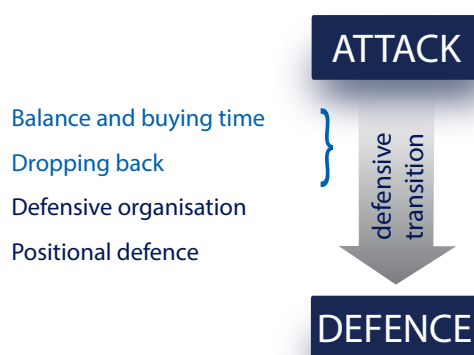 ATTACK
Balance and buying time
Dropping back
Defensive organisation
Positional defence
defensive
transition
DEFENCE